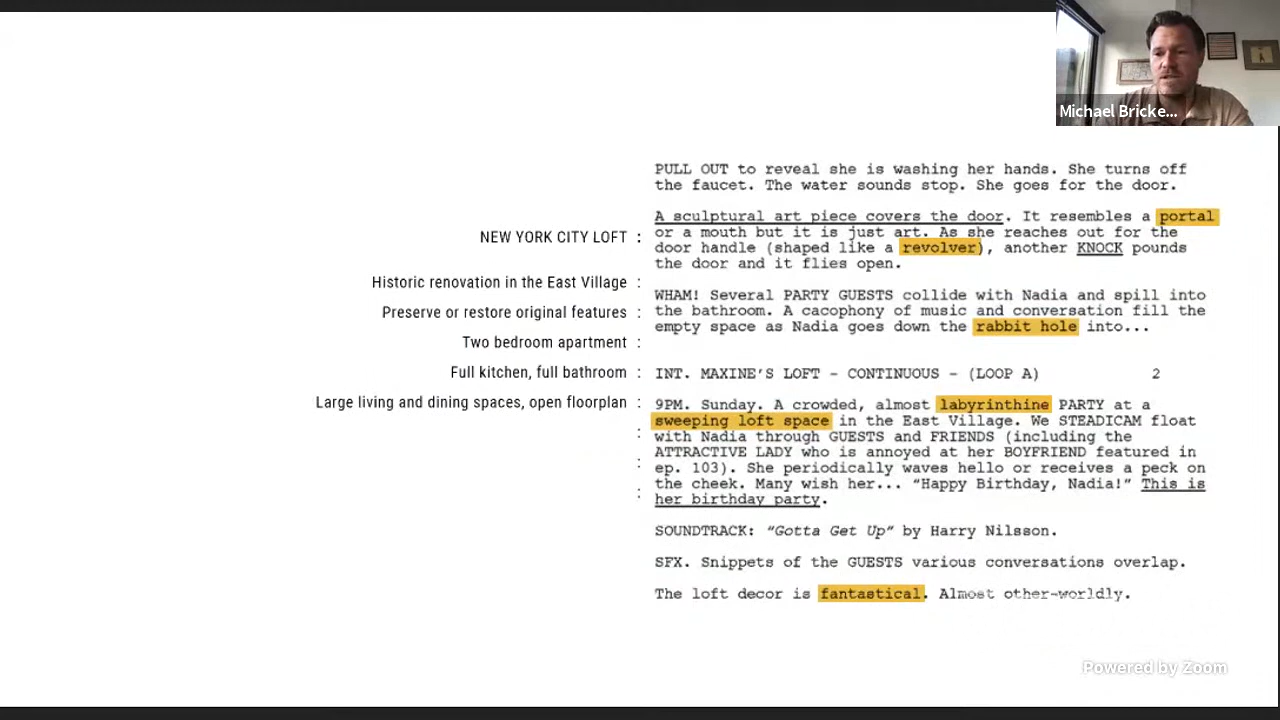 Michael Bricke...
PULL OUT to reveal she is washing her hands. She turns off
the faucet. The water sounds stop. She goes for the door.
A sculptural art piece covers the door. It resembles a portal
or a mouth but it is just art. As she reaches out for the
door handle (shaped like a revolver), another KNOCK pounds
the door and it flies open.
WHAM! Several PARTY GUESTS collide with Nadia and spill into
the bathroom. A cacophony of music and conversation fill the
empty space as Nadia goes down the rabbit hole into...
INT. MAXINE'S LOFT - CONTINUOUS - (LOOP A) 2
9PM. Sunday. A crowded, almost labyrinthine PARTY at a
sweeping loft space in the East Village. We STEADICAM float
with Nadia through GUESTS and FRIENDS (including the
ATTRACTIVE LADY who is annoyed at her BOYFRIEND featured in
ep. 103). She periodically waves hello or receives a peck on
the cheek. Many wish her... “Happy Birthday, Nadia!” This is
her birthday party.
SOUNDTRACK: “Gotta Get Up” by Harry Nilsson.
SFX. Snippets of the GUESTS various conversations overlap.
The loft decor is fantastical. Almost other-worldly.
NEW YORK CITY LOFT :
Historic renovation in the East Village :
Preserve or restore original features :
Two bedroom apartment :
Full kitchen, full bathroom :
Large living and dining spaces, open floorplan :
:
:
:
Powered by Zoom